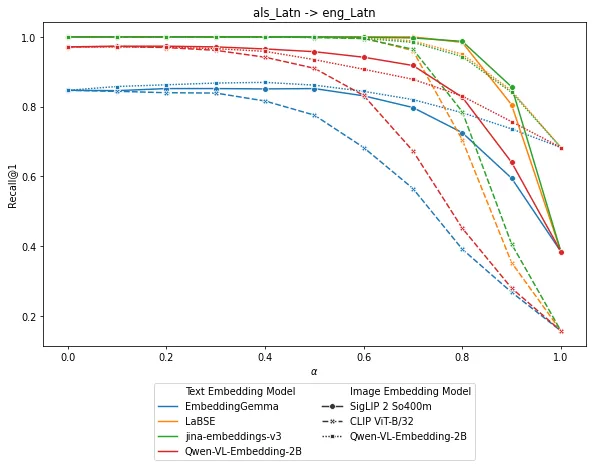 als_Latn -> eng_Latn
1.0
0.8
0.6
0.4
0.2
Recall@1
0.0 0.2 0.4 0.6 0.8 1.0
α
Text Embedding Model Image Embedding Model
EmbeddingGemma SigLIP 2 So400m
LaBSE CLIP ViT-B/32
jina-embeddings-v3 Qwen-VL-Embedding-2B
Qwen-VL-Embedding-2B